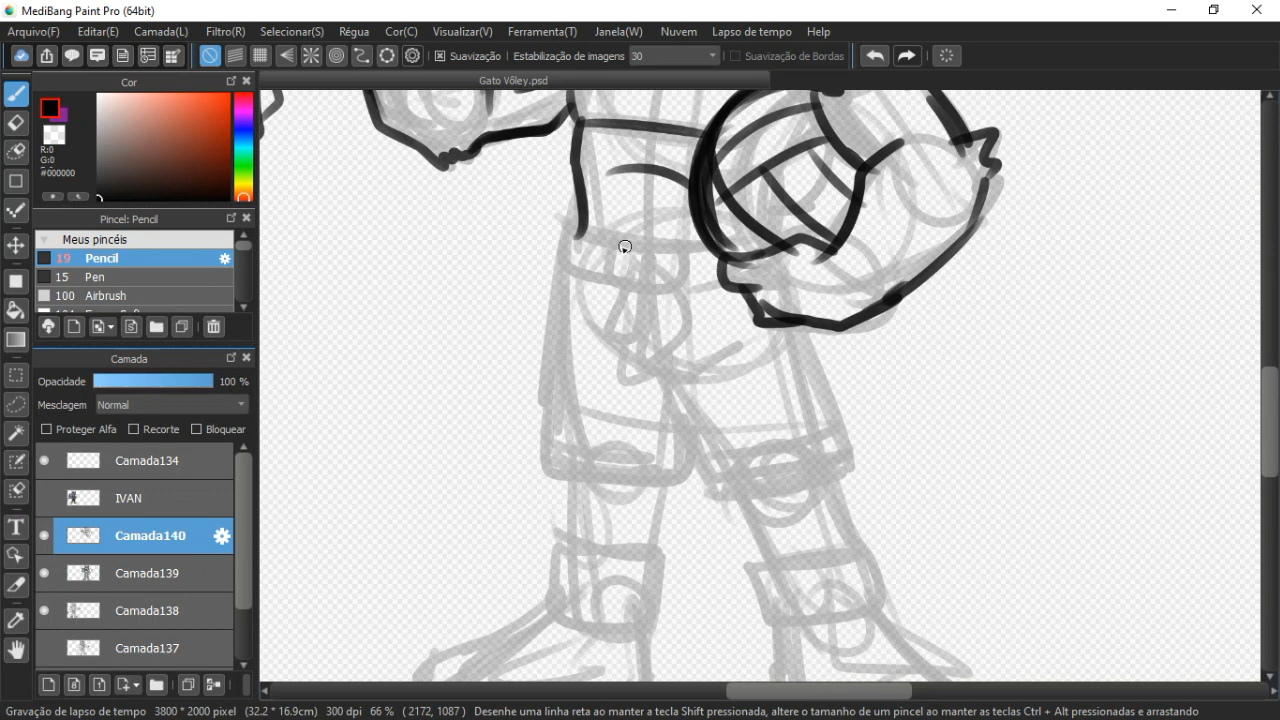 MediBang Paint Pro (64bit)
Arquivo(F) Editar(E) Camada(L) Filtro(R) Selecionar(S) Régua Cor(C) Visualizar(V) Ferramenta(T) Janela(W) Nuvem Lapso de tempo Help
Suavização Estabilização de imagens 30 Suavização de Bordas
Cor
Gato Vôley.psd
R:0
G:0
B:0
#000000
Pincel: Pencil
Meus pincéis
19 Pencil
15 Pen
100 Airbrush
Camada
Opacidade 100 %
Mesclagem Normal
Proteger Alfa Recorte Bloquear
Camada134
IVAN
Camada140
Camada139
Camada138
Camada137
Gravação de lapso de tempo 3800 * 2000 pixel (32.2 * 16.9cm) 300 dpi 66 % ( 2172, 1087 ) Desenhe uma linha reta ao manter a tecla Shift pressionada, altere o tamanho de um pincel ao manter as teclas Ctrl + Alt pressionadas e arrastando